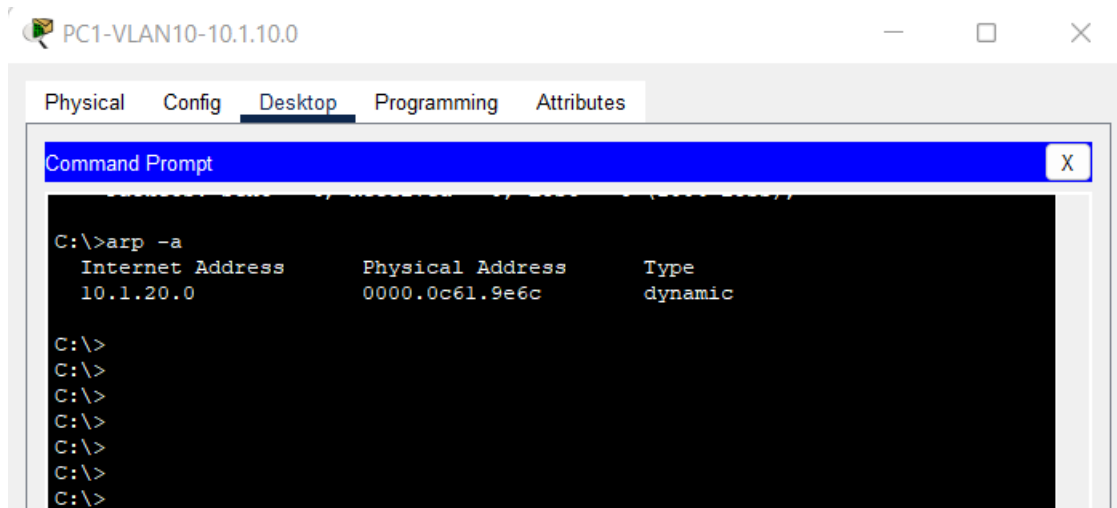 PC1-VLAN10-10.1.10.0
Physical Config Desktop Programming Attributes
Command Prompt X
C:\>arp -a
Internet Address Physical Address Type
10.1.20.0 0000.0c61.9e6c dynamic
C:\>
C:\>
C:\>
C:\>
C:\>
C:\>
C:\>